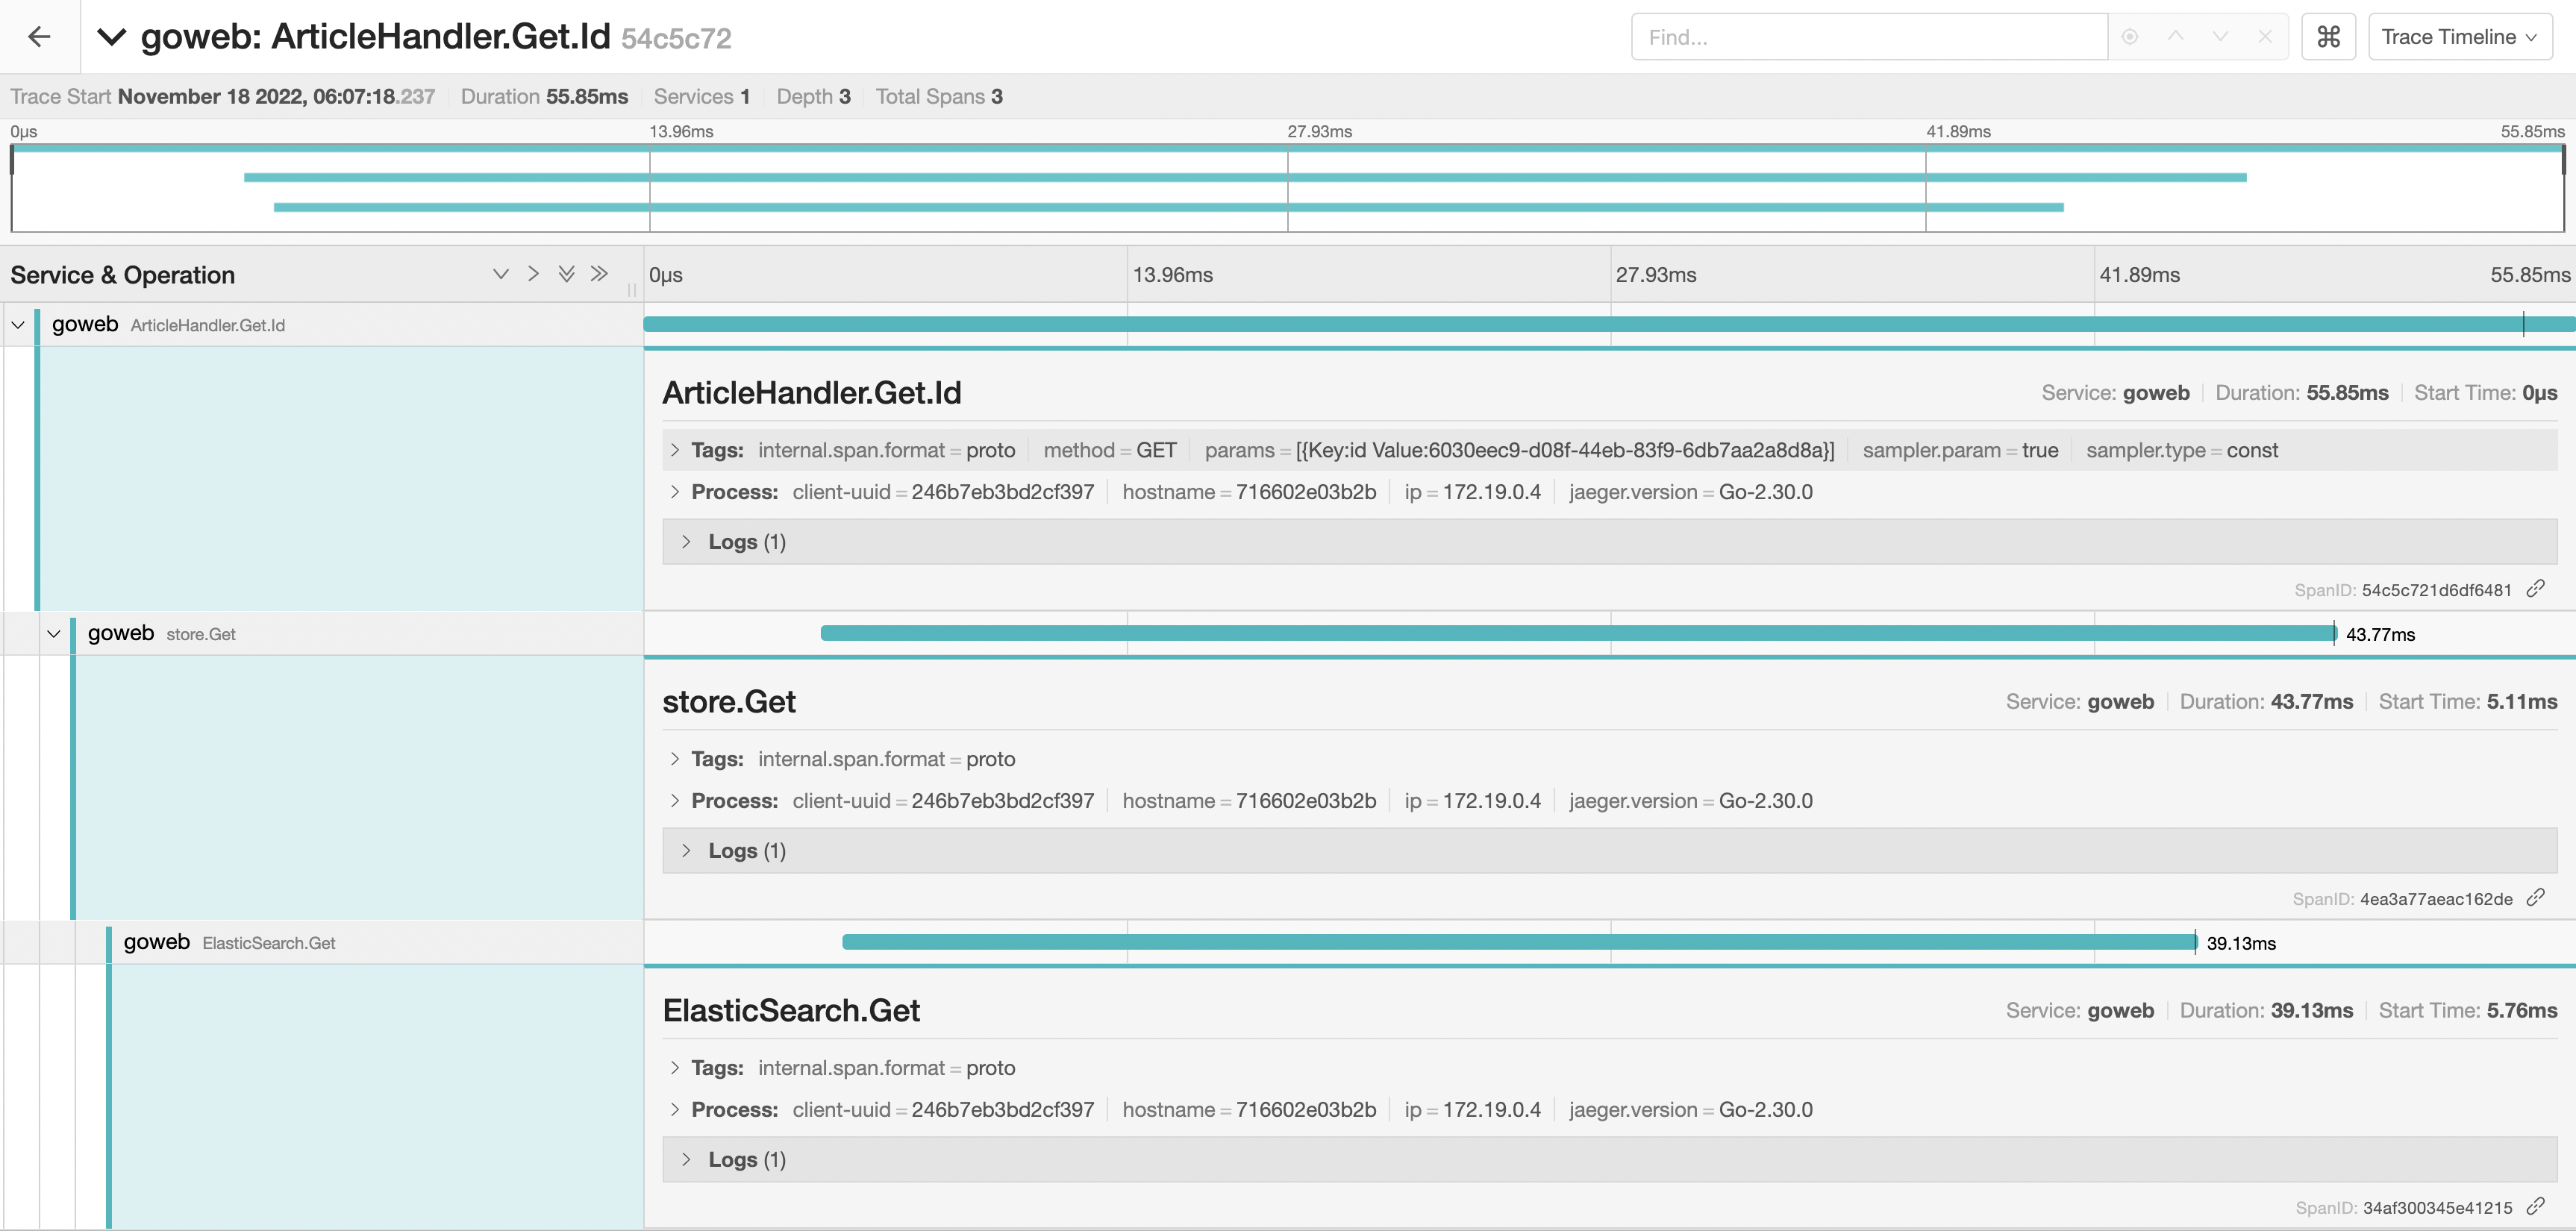 goweb: ArticleHandler.Get.Id 54c5c72 Find... ⌘ Trace Timeline
Trace Start November 18 2022, 06:07:18.237 Duration 55.85ms Services 1 Depth 3 Total Spans 3
0μs 13.96ms 27.93ms 41.89ms 55.85ms
Service & Operation 0μs 13.96ms 27.93ms 41.89ms 55.85ms
goweb ArticleHandler.Get.Id
ArticleHandler.Get.Id Service: goweb Duration: 55.85ms Start Time: 0μs
Tags: internal.span.format = proto method = GET params = [{Key:id Value:6030eec9-d08f-44eb-83f9-6db7aa2a8d8a}] sampler.param = true sampler.type = const
Process: client-uuid = 246b7eb3bd2cf397 hostname = 716602e03b2b ip = 172.19.0.4 jaeger.version = Go-2.30.0
Logs (1)
SpanID: 54c5c721d6df6481
goweb store.Get 43.77ms
store.Get Service: goweb Duration: 43.77ms Start Time: 5.11ms
Tags: internal.span.format = proto
Process: client-uuid = 246b7eb3bd2cf397 hostname = 716602e03b2b ip = 172.19.0.4 jaeger.version = Go-2.30.0
Logs (1)
SpanID: 4ea3a77aeac162de
goweb ElasticSearch.Get 39.13ms
ElasticSearch.Get Service: goweb Duration: 39.13ms Start Time: 5.76ms
Tags: internal.span.format = proto
Process: client-uuid = 246b7eb3bd2cf397 hostname = 716602e03b2b ip = 172.19.0.4 jaeger.version = Go-2.30.0
Logs (1)
SpanID: 34af300345e41215